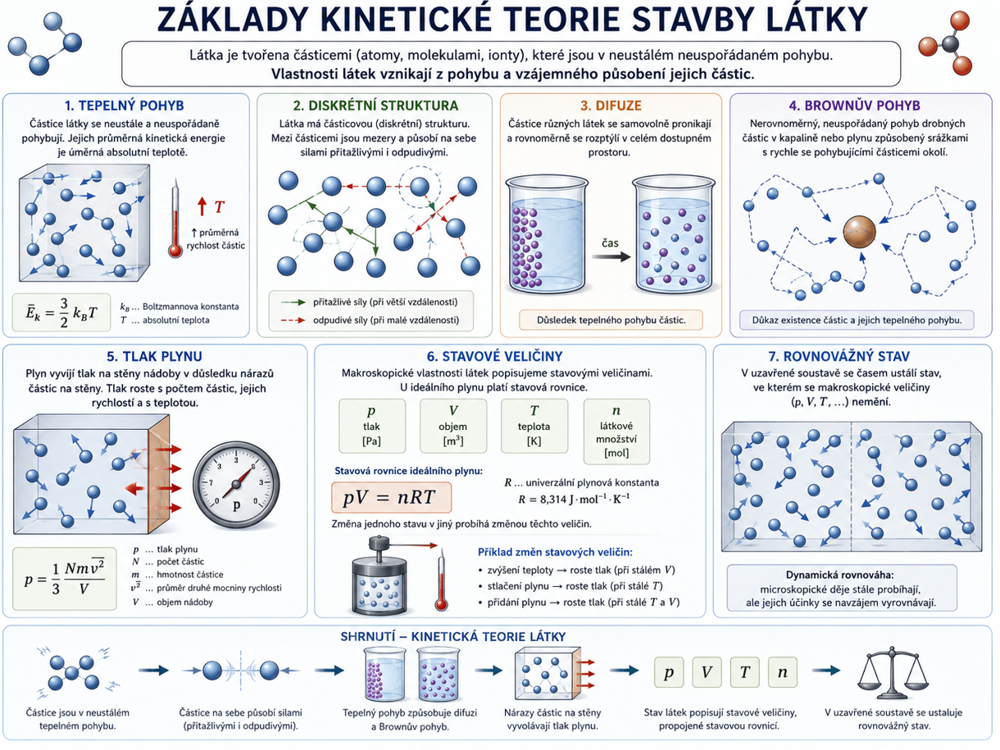 ZÁKLADY KINETICKÉ TEORIE STAVBY LÁTKY
Látka je tvořena částicemi (atomy, molekulami, ionty), které jsou v neustálém neuspořádaném pohybu.
Vlastnosti látek vznikají z pohybu a vzájemného působení jejich částic.
1. TEPELNÝ POHYB
Částice látky se neustále a neuspořádaně
pohybují. Jejich průměrná kinetická energie
je úměrná absolutní teplotě.
↑ T
↑ průměrná
rychlost částic
Ēk = 3/2 kBT
kB ... Boltzmannova konstanta
T ... absolutní teplota
2. DISKRÉTNÍ STRUKTURA
Látka má částicovou (diskrétní) strukturu.
Mezi částicemi jsou mezery a působí na sebe
silami přitažlivými i odpudivými.
přitažlivé síly (při větší vzdálenosti)
odpudivé síly (při malé vzdálenosti)
3. DIFUZE
Částice různých látek se samovolně pronikají
a rovnoměrně se rozptýlí v celém dostupném
prostoru.
čas
Důsledek tepelného pohybu částic.
4. BROWNŮV POHYB
Nerovnoměrný, neuspořádaný pohyb drobných
částic v kapalině nebo plynu způsobený srážkami
s rychle se pohybujícími částicemi okolí.
Důkaz existence částic a jejich tepelného pohybu.
5. TLAK PLYNU
Plyn vyvíjí tlak na stěny nádoby v důsledku nárazů
částic na stěny. Tlak roste s počtem částic, jejich
rychlostí a s teplotou.
3 3
3 9
0 0
p
p = 1/3 Nmv̅²/V
p ... tlak plynu
N ... počet částic
m ... hmotnost částice
v̅² ... průměr druhé mocniny rychlosti
V ... objem nádoby
6. STAVOVÉ VELIČINY
Makroskopické vlastnosti látek popisujeme stavovými veličinami.
U ideálního plynu platí stavová rovnice.
p V T n
tlak objem teplota látkové
[Pa] [m³] [K] množství
[mol]
Stavová rovnice ideálního plynu:
pV = nRT
R ... univerzální plynová konstanta
R = 8,314 J·mol⁻¹·K⁻¹
Změna jednoho stavu v jiný probíhá změnou těchto veličin.
Příklad změn stavových veličin:
• zvýšení teploty → roste tlak (při stálém V)
• stlačení plynu → roste tlak (při stálé T)
• přidání plynu → roste tlak (při stálé T a V)
7. ROVNOVÁŽNÝ STAV
V uzavřené soustavě se časem ustálí stav,
ve kterém se makroskopické veličiny
(p, V, T, ...) nemění.
Dynamická rovnováha:
microskopické děje stále probíhají,
ale jejich účinky se navzájem vyrovnávají.
SHRNUTÍ – KINETICKÁ TEORIE LÁTKY
Částice jsou v neustálém
tepelném pohybu.
Částice na sebe působí silami
(přitažlivými i odpudivými).
Tepelný pohyb způsobuje difuzi
a Brownův pohyb.
Nárazy částic na stěny
vyvolávají tlak plynu.
p V T n
Stav látek popisují stavové veličiny,
propojené stavovou rovnicí.
V uzavřené soustavě se ustaluje
rovnovážný stav.